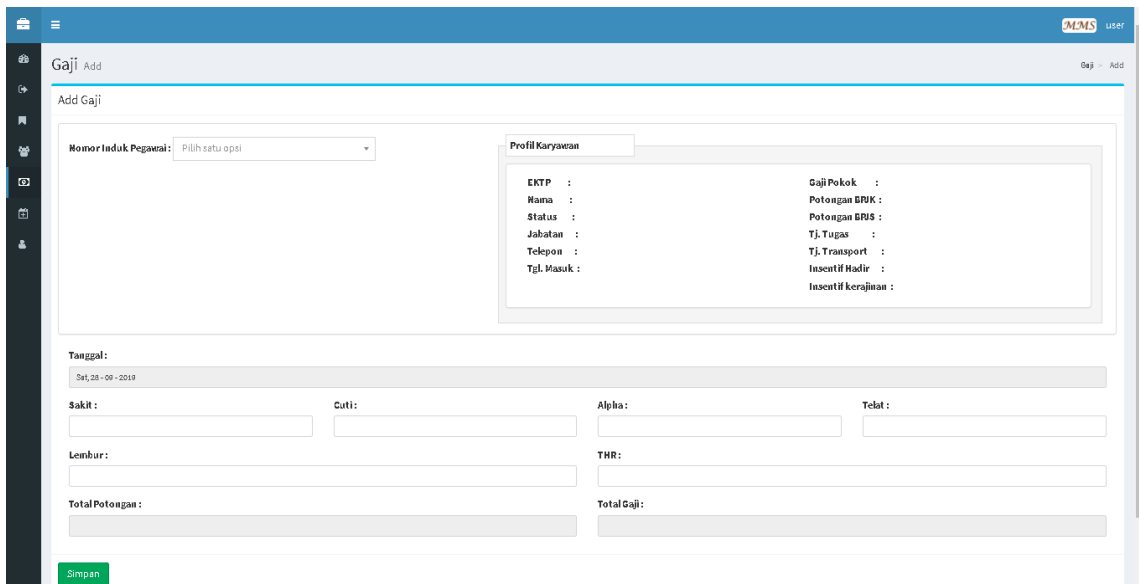 MMS user
Gaji Add
Gaji > Add
Add Gaji
Nomor Induk Pegawai : Pilih satu opsi
Profil Karyawan
EKTP :
Nama :
Status :
Jabatan :
Telepon :
Tgl. Masuk :
Gaji Pokok :
Potongan BPJK :
Potongan BPJS :
Tj. Tugas :
Tj. Transport :
Insentif Hadir :
Insentif kerajinan :
Tanggal :
Sat, 28 - 09 - 2019
Sakit : Cuti : Alpha : Telat :
Lembur : THR :
Total Potongan : Total Gaji :
Simpan